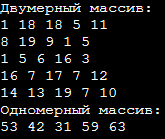 Двумерный массив:
1 18 18 5 11
8 19 9 1 5
1 5 6 16 3
16 7 17 7 12
14 13 19 7 10
Одномерный массив:
53 42 31 59 63